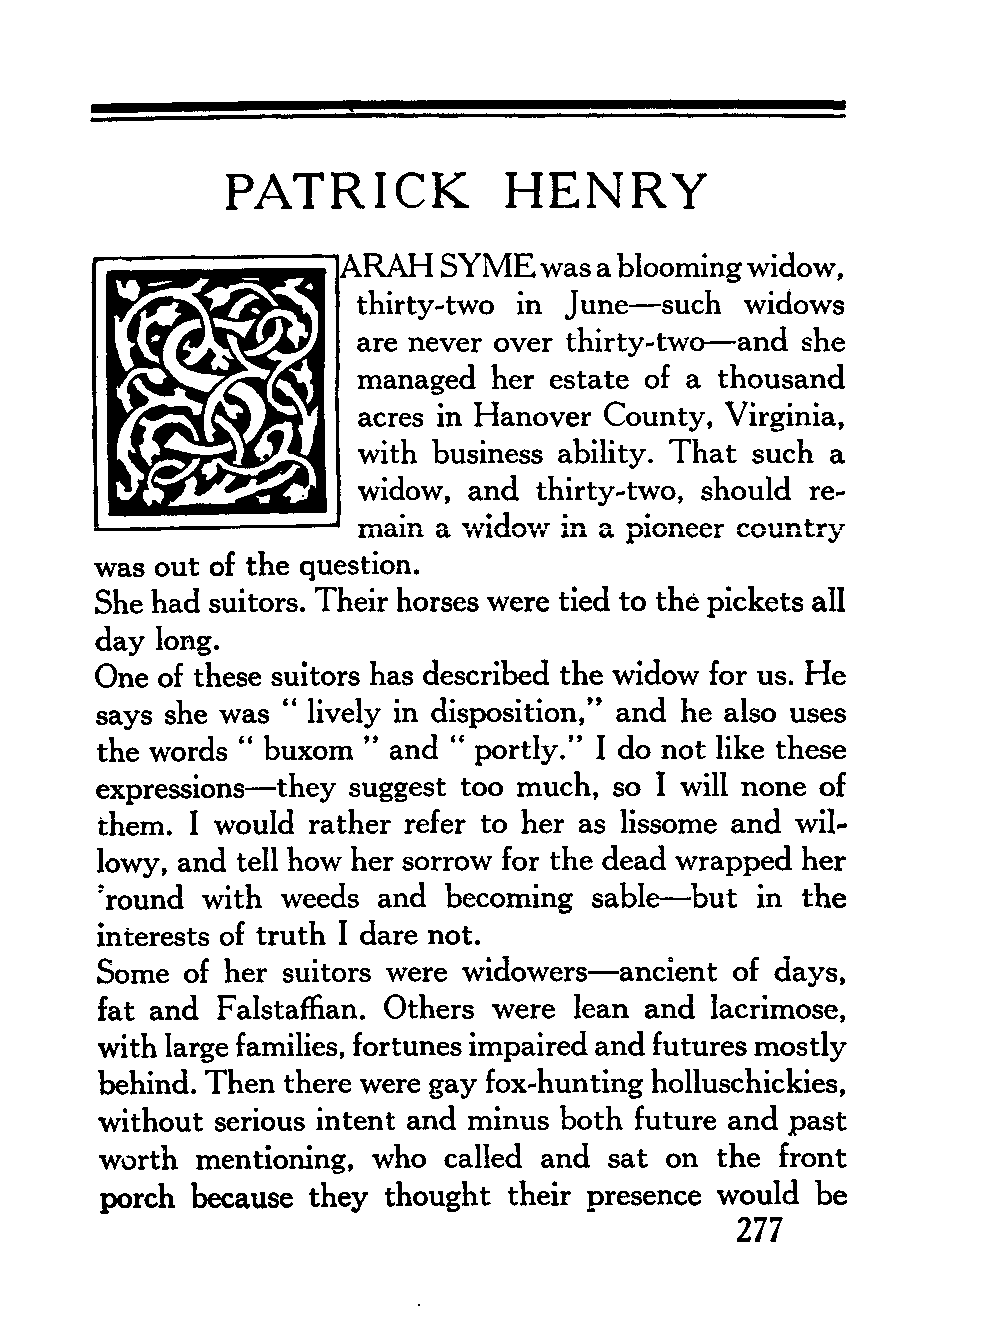 PATRICK HENRY
SARAH SYME was a blooming widow,
thirty-two in June—such widows
are never over thirty-two—and she
managed her estate of a thousand
acres in Hanover County, Virginia,
with business ability. That such a
widow, and thirty-two, should re-
main a widow in a pioneer country
was out of the question.
She had suitors. Their horses were tied to the pickets all
day long.
One of these suitors has described the widow for us. He
says she was “ lively in disposition,” and he also uses
the words “ buxom ” and “ portly.” I do not like these
expressions—they suggest too much, so I will none of
them. I would rather refer to her as lissome and wil-
lowy, and tell how her sorrow for the dead wrapped her
’round with weeds and becoming sable—but in the
interests of truth I dare not.
Some of her suitors were widowers—ancient of days,
fat and Falstaffian. Others were lean and lacrimose,
with large families, fortunes impaired and futures mostly
behind. Then there were gay fox-hunting holluschickies,
without serious intent and minus both future and past
worth mentioning, who called and sat on the front
porch because they thought their presence would be
277